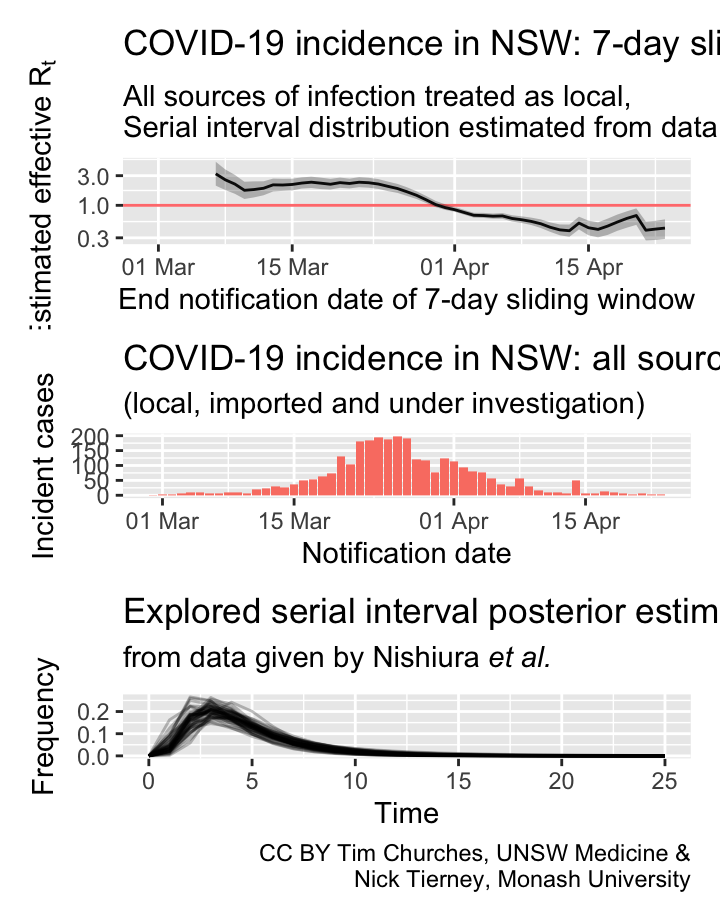 COVID-19 incidence in NSW: 7-day sli
All sources of infection treated as local,
Serial interval distribution estimated from data
:stimated effective Rt
3.0
1.0
0.3
01 Mar 15 Mar 01 Apr 15 Apr
End notification date of 7-day sliding window
COVID-19 incidence in NSW: all sourc
(local, imported and under investigation)
Incident cases
200
150
100
50
0
01 Mar 15 Mar 01 Apr 15 Apr
Notification date
Explored serial interval posterior estim
from data given by Nishiura et al.
Frequency
0.2
0.1
0.0
0 5 10 15 20 25
Time
CC BY Tim Churches, UNSW Medicine &
Nick Tierney, Monash University